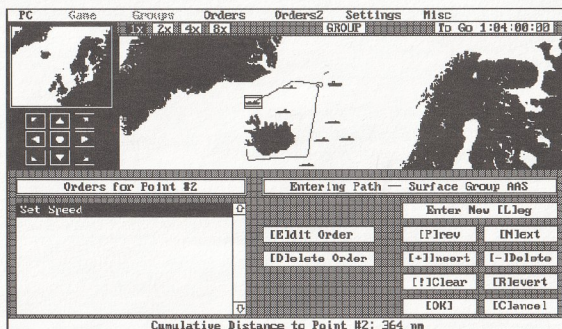 PC Game Groups Orders Orders2 Settings Misc
1x 2x 4x 8x GROUP To Go 1:04:00:00
Orders for Point #2
Entering Path — Surface Group AAS
Set Speed
Enter New [L]eg
[E]dit Order [P]rev [N]ext
[D]elete Order [+]Insert [-]Delete
[!]Clear [R]evert
[OK] [C]ancel
Cumulative Distance to Point #2: 364 nm